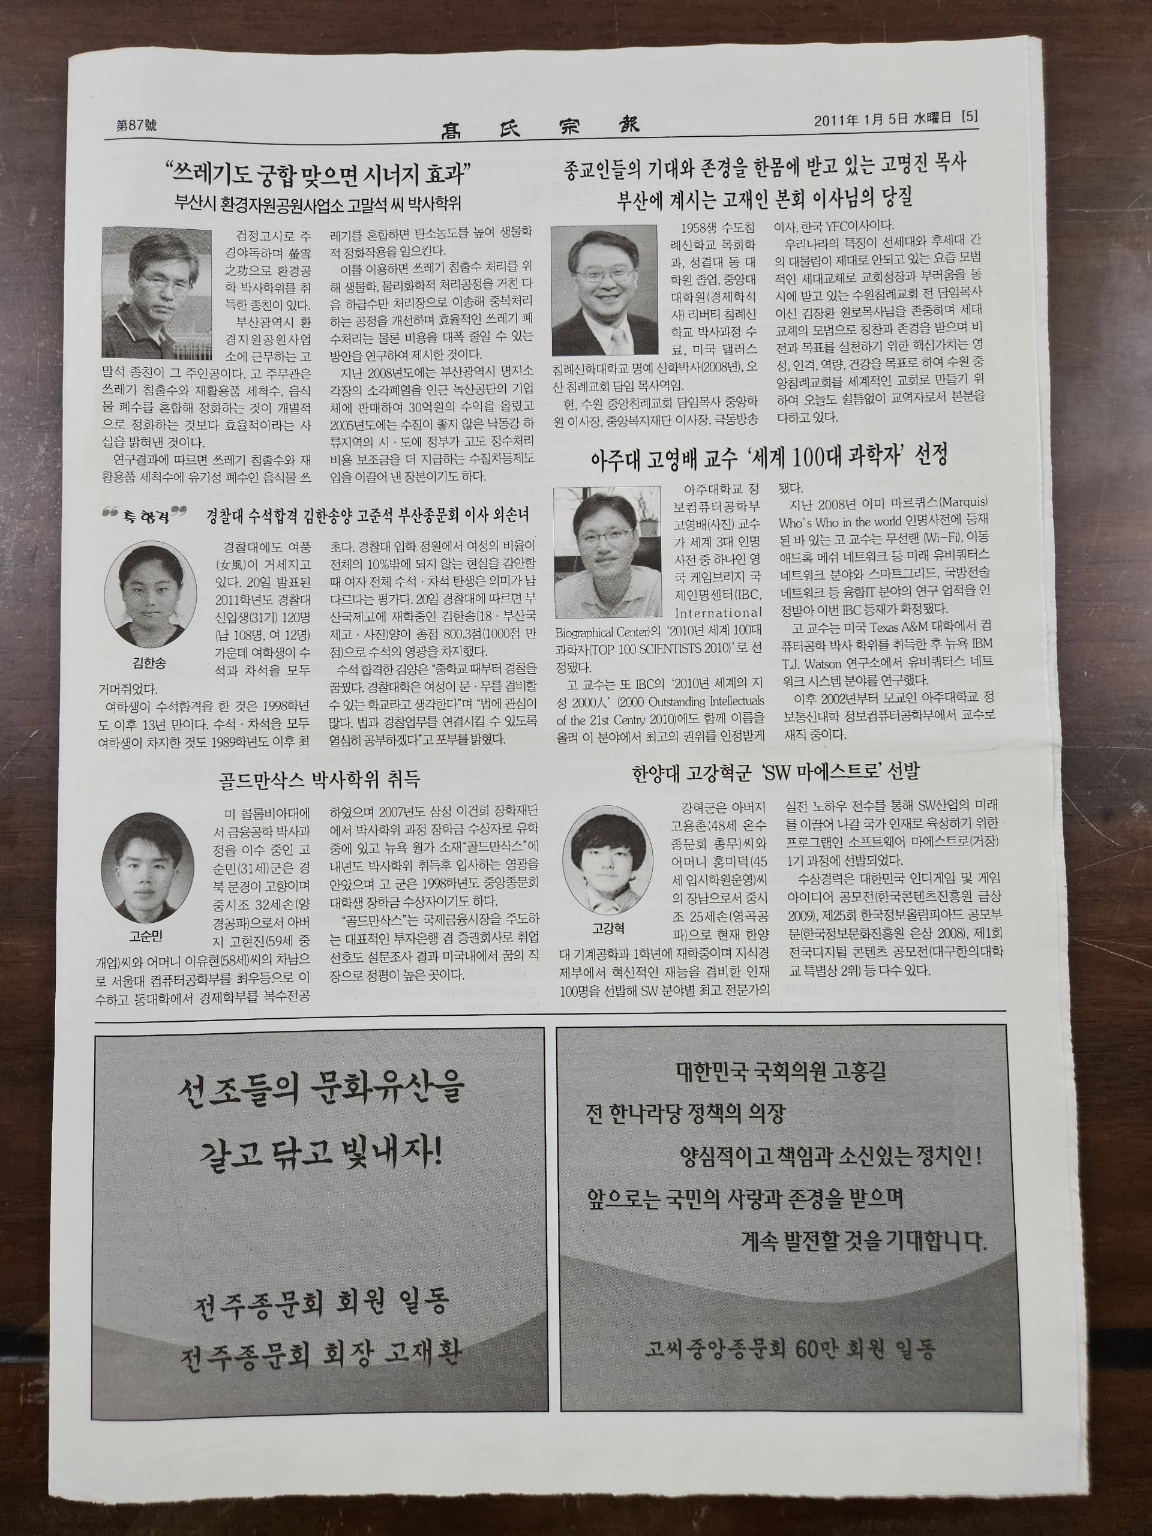 第87號
高氏宗報
2011年 1月 5日 水曜日 [5]
“쓰레기도 궁합 맞으면 시너지 효과”
부산시 환경자원공원사업소 고말석 씨 박사학위
검정고시로 주
경야독하며 螢雪
之功으로 환경공
학 박사학위를 취
득한 종친이 있다.
부산광역시 환
경자원공원사업
소에 근무하는 고
말석 종친이 그 주인공이다. 고 주무관은
쓰레기 침출수와 재활용품 세척수, 음식
물 폐수를 혼합해 정화하는 것이 개별적
으로 정화하는 것보다 효율적이라는 사
실을 밝혀낸 것이다.
연구결과에 따르면 쓰레기 침출수와 재
활용품 세척수에 유기성 폐수인 음식물 쓰
레기를 혼합하면 탄소농도를 높여 생물학
적 정화작용을 일으킨다.
이를 이용하면 쓰레기 침출수 처리를 위
해 생물학, 물리화학적 처리공정을 거친 다
음 하급수만 처리장으로 이송해 중복처리
하는 공정을 개선하며 효율적인 쓰레기 폐
수처리는 물론 비용을 대폭 줄일 수 있는
방안을 연구하여 제시한 것이다.
지난 2008년도에는 부산광역시 명지소
각장의 소각폐열을 인근 녹산공단의 기업
체에 판매하여 30억원의 수익을 올렸고
2005년도에는 수질이 좋지 않은 낙동강 하
류지역의 시·도에 정부가 고도 정수처리
비용 보조금을 더 지급하는 수질차등제도
입을 이끌어 낸 장본이기도 하다.
종교인들의 기대와 존경을 한몸에 받고 있는 고명진 목사
부산에 계시는 고재인 본회 이사님의 당질
1958생 수도침
례신학교 목회학
과, 성결대 동 대
학원 졸업, 중앙대
대학원(경제학석
사) 리버티 침례신
학교 박사과정 수
료, 미국 댈러스
침례신학대학교 명예 신학박사(2008년), 오
산 침례교회 담임 목사역임.
현, 수원 중앙침례교회 담임목사 중앙학
원 이사장, 중앙복지재단 이사장, 극동방송
이사, 한국 YFC이사이다.
우리나라의 특징이 선세대와 후세대 간
의 대물림이 제대로 안되고 있는 요즘 모범
적인 세대교체로 교회성장과 부러움을 동
시에 받고 있는 수원침례교회 전 담임목사
이신 김장환 원로목사님을 존중하며 세대
교체의 모범으로 칭찬과 존경을 받으며 비
전과 목표를 실천하기 위한 핵심가치는 영
성, 인격, 역량, 건강을 목표로 하여 수원 중
앙침례교회를 세계적인 교회로 만들기 위
하여 오늘도 쉴틈없이 교역자로서 본분을
다하고 있다.
아주대 고영배 교수 ‘세계 100대 과학자’ 선정
아주대학교 정
보컴퓨터공학부
고영배(사진) 교수
가 세계 3대 인명
사전 중 하나인 영
국 케임브리지 국
제인명센터(IBC,
International
Biographical Center)의 ‘2010년 세계 100대
과학자(TOP 100 SCIENTISTS 2010)’로 선
정됐다.
고 교수는 또 IBC의 ‘2010년 세계의 지
성 2000人’ (2000 Outstanding Intellectuals
of the 21st Centry 2010)에도 함께 이름을
올려 이 분야에서 최고의 권위를 인정받게
됐다.
지난 2008년 이미 마르퀴스(Marquis)
Who's Who in the world 인명사전에 등재
된 바 있는 고 교수는 무선랜 (Wi-Fi), 이동
애드혹 메쉬 네트워크 등 미래 유비쿼터스
네트워크 분야와 스마트그리드, 국방전술
네트워크 등 융합IT 분야의 연구 업적을 인
정받아 이번 IBC 등재가 확정됐다.
고 교수는 미국 Texas A&M 대학에서 컴
퓨터공학 박사 학위를 취득한 후 뉴욕 IBM
T.J. Watson 연구소에서 유비쿼터스 네트
워크 시스템 분야를 연구했다.
이후 2002년부터 모교인 아주대학교 정
보통신대학 정보컴퓨터공학부에서 교수로
재직 중이다.
“축 합격” 경찰대 수석합격 김한송양 고준석 부산종문회 이사 외손녀
김한송
경찰대에도 여풍
(女風)이 거세지고
있다. 20일 발표된
2011학년도 경찰대
신입생(31기) 120명
(남 108명, 여 12명)
가운데 여학생이 수
석과 차석을 모두
거머쥐었다.
여학생이 수석합격을 한 것은 1998학년
도 이후 13년 만이다. 수석·차석을 모두
여학생이 차지한 것도 1989학년도 이후 최
초다. 경찰대 입학 정원에서 여성의 비율이
전체의 10%밖에 되지 않는 현실을 감안할
때 여자 전체 수석·차석 탄생은 의미가 남
다르다는 평가다. 20일 경찰대에 따르면 부
산국제고에 재학중인 김한송(18·부산국
제고·사진)양이 총점 800.3점(1000점 만
점)으로 수석의 영광을 차지했다.
수석 합격한 김양은 “중학교 때부터 경찰을
꿈꿨다. 경찰대학은 여성이 문·무를 겸비할
수 있는 학교라고 생각한다”며 “법에 관심이
많다. 법과 경찰업무를 연결시킬 수 있도록
열심히 공부하겠다”고 포부를 밝혔다.
골드만삭스 박사학위 취득
고순민
미 콜롬비아대에
서 금융공학 박사과
정을 이수 중인 고
순민(31세)군은 경
북 문경이 고향이며
중시조 32세손(양
경공파)으로서 아버
지 고현진(59세 중
개업)씨와 어머니 이유현(58세)씨의 차남으
로 서울대 컴퓨터공학부를 최우등으로 이
수하고 동대학에서 경제학부를 복수전공
하였으며 2007년도 삼성 이건희 장학재단
에서 박사학위 과정 장학금 수상자로 유학
중에 있고 뉴욕 월가 소재“골드만삭스”에
내년도 박사학위 취득후 입사하는 영광을
안았으며 고 군은 1998학년도 중앙종문회
대학생 장학금 수상자이기도 하다.
“골드만삭스”는 국제금융시장을 주도하
는 대표적인 투자은행 겸 증권회사로 취업
선호도 설문조사 결과 미국내에서 꿈의 직
장으로 정평이 높은 곳이다.
한양대 고강혁군 ‘SW 마에스트로’ 선발
고강혁
강혁군은 아버지
고용춘(48세 온수
종문회 총무)씨와
어머니 홍미덕(45
세 입시학원운영)씨
의 장남으로서 중시
조 25세손(영곡공
파)으로 현재 한양
대 기계공학과 1학년에 재학중이며 지식경
제부에서 혁신적인 재능을 겸비한 인재
100명을 선발해 SW 분야별 최고 전문가의
실전 노하우 전수를 통해 SW산업의 미래
를 이끌어 나갈 국가 인재로 육성하기 위한
프로그램인 소프트웨어 마에스트로(거장)
1기 과정에 선발되었다.
수상경력은 대한민국 인디게임 및 게임
아이디어 공모전(한국콘텐츠진흥원 금상
2009), 제25회 한국정보올림피아드 공모부
문(한국정보문화진흥원 은상 2008), 제1회
전국디지털 콘텐츠 공모전(대구한의대학
교 특별상 2위) 등 다수 있다.
선조들의 문화유산을
갈고 닦고 빛내자!
전주종문회 회원 일동
전주종문회 회장 고재환
대한민국 국회의원 고흥길
전 한나라당 정책의 의장
양심적이고 책임과 소신있는 정치인!
앞으로는 국민의 사랑과 존경을 받으며
계속 발전할 것을 기대합니다.
고씨중앙종문회 60만 회원 일동